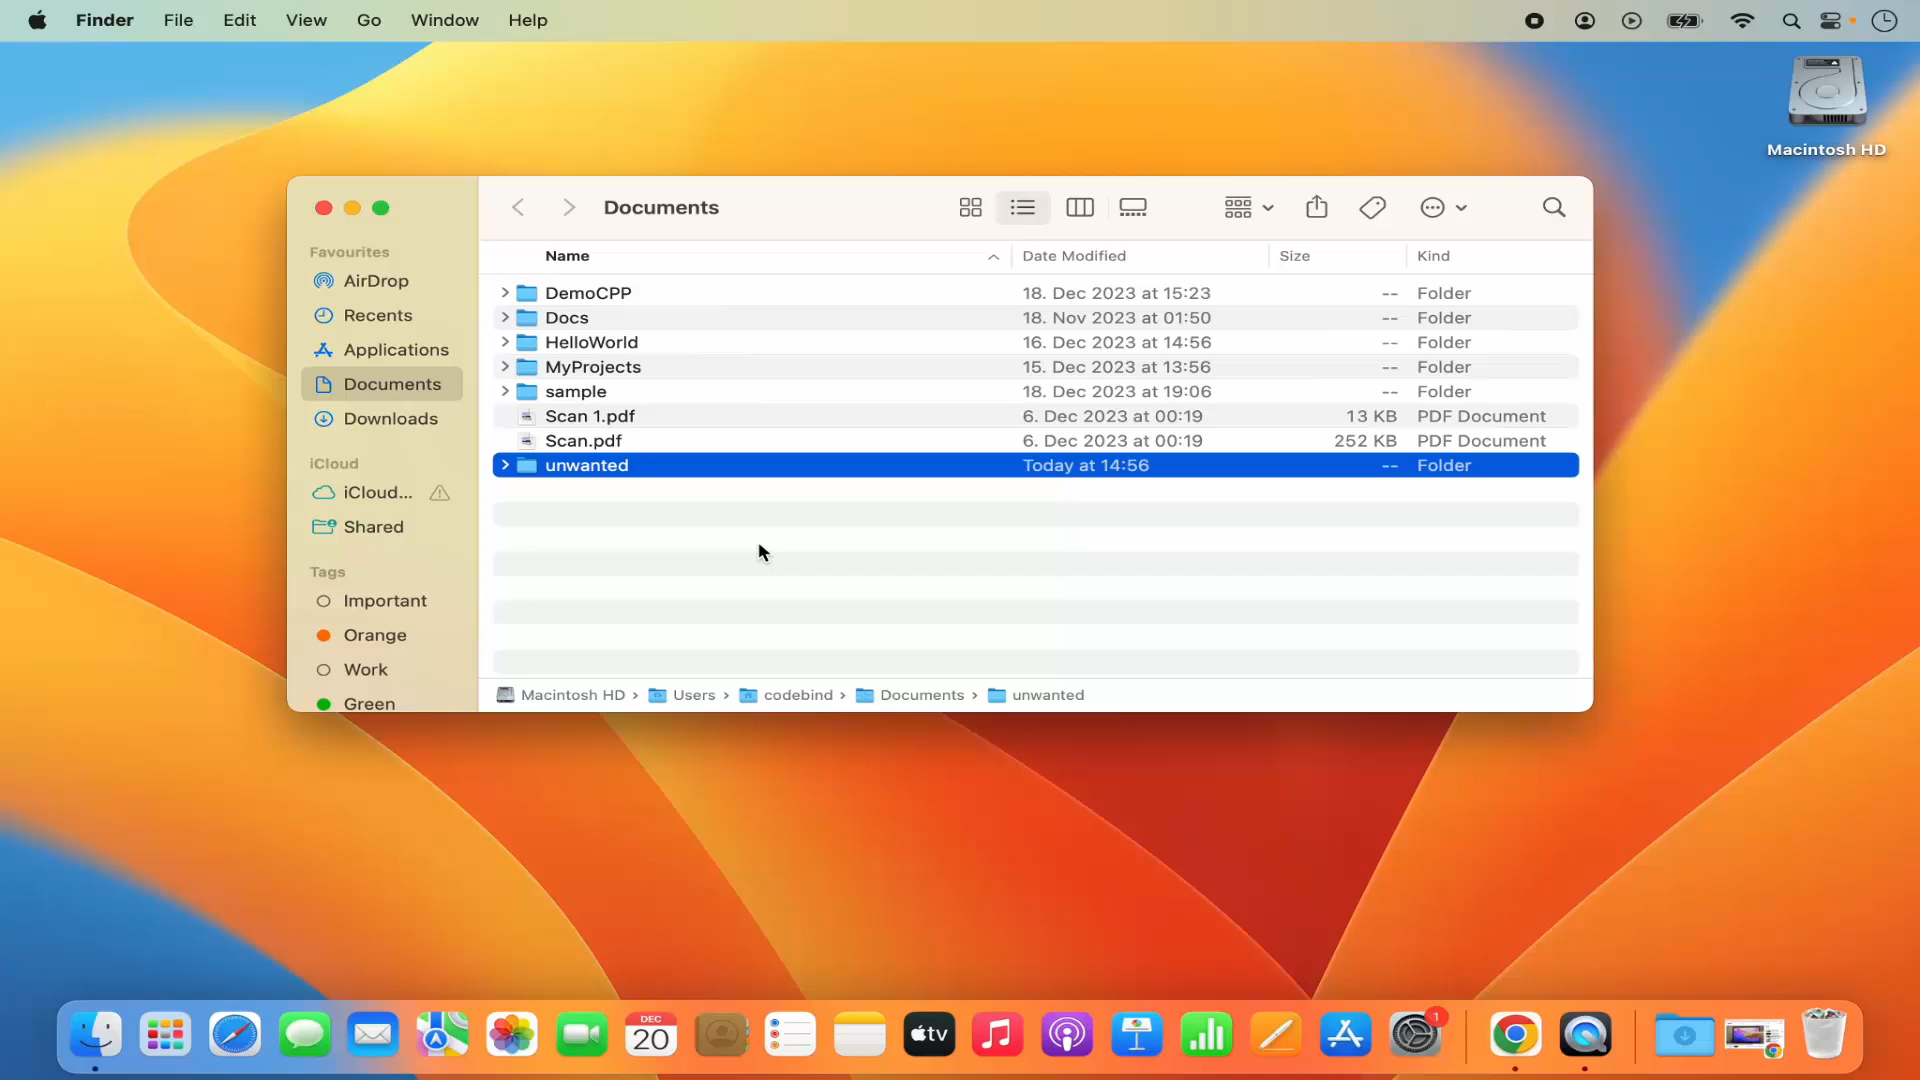 Finder File Edit View Go Window Help
Macintosh HD
Documents
Favourites
AirDrop
Recents
Applications
Documents
Downloads
iCloud
iCloud...
Shared
Tags
Important
Orange
Work
Green
Name Date Modified Size Kind
DemoCPP 18. Dec 2023 at 15:23 -- Folder
Docs 18. Nov 2023 at 01:50 -- Folder
HelloWorld 16. Dec 2023 at 14:56 -- Folder
MyProjects 15. Dec 2023 at 13:56 -- Folder
sample 18. Dec 2023 at 19:06 -- Folder
Scan 1.pdf 6. Dec 2023 at 00:19 13 KB PDF Document
Scan.pdf 6. Dec 2023 at 00:19 252 KB PDF Document
unwanted Today at 14:56 -- Folder
Macintosh HD › Users › codebind › Documents › unwanted
DEC
20
tv
1